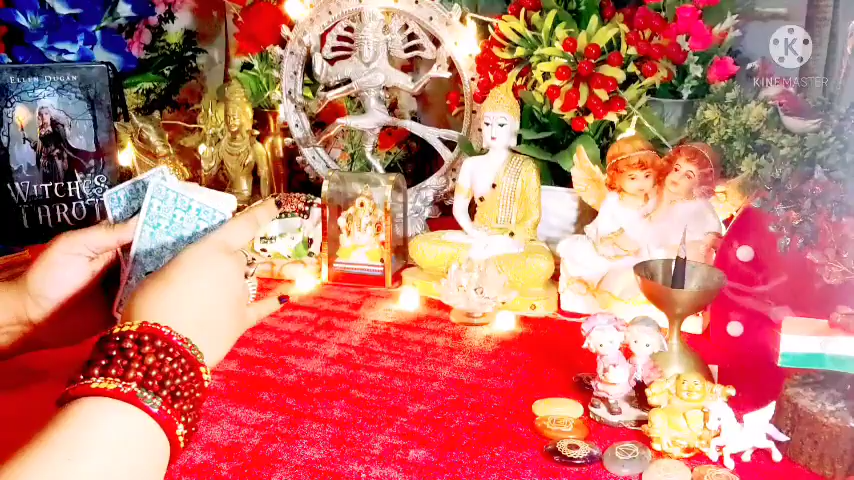 ELLEN DUGAN
WITCHES
TAROT
K
KINEMASTER